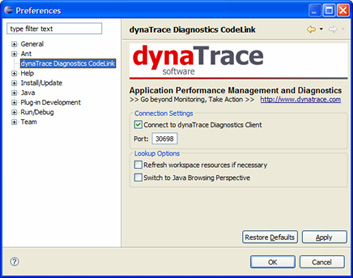 Preferences
type filter text
General
Ant
dynaTrace Diagnostics CodeLink
Help
Install/Update
Java
Plug-in Development
Run/Debug
Team
dynaTrace Diagnostics CodeLink
dynaTrace
software
Application Performance Management and Diagnostics
>> Go beyond Monitoring, Take Action >> http://www.dynatrace.com
Connection Settings
Connect to dynaTrace Diagnostics Client
Port: 30698
Lookup Options
Refresh workspace resources if necessary
Switch to Java Browsing Perspective
Restore Defaults Apply
? OK Cancel